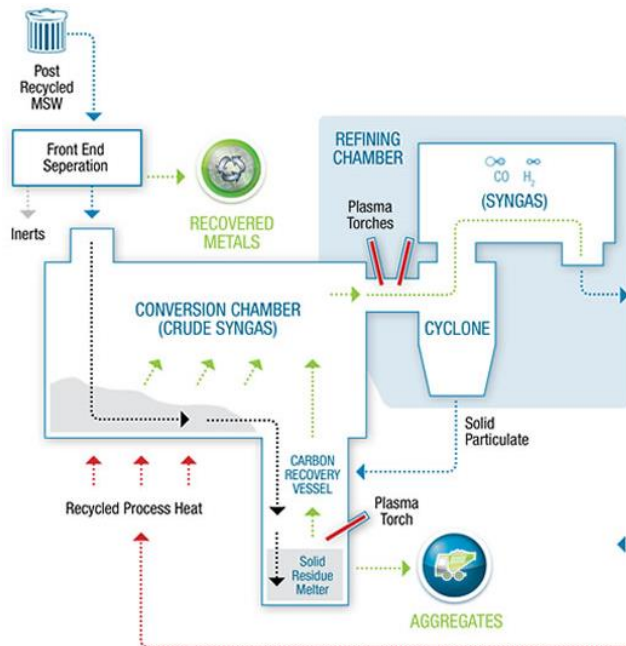 Post
Recycled
MSW
Front End
Seperation
Inerts
RECOVERED
METALS
REFINING
CHAMBER
Plasma
Torches
CO H₂
(SYNGAS)
CONVERSION CHAMBER
(CRUDE SYNGAS)
CYCLONE
Solid
Particulate
CARBON
RECOVERY
VESSEL
Recycled Process Heat
Plasma
Torch
Solid
Residue
Melter
AGGREGATES